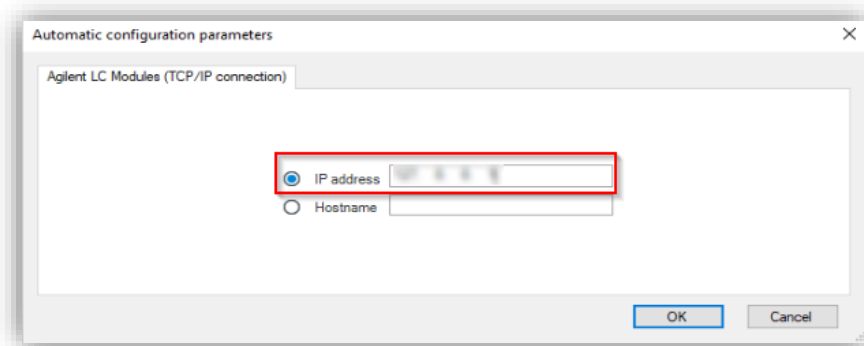 Automatic configuration parameters
Agilent LC Modules (TCP/IP connection)
IP address
Hostname
OK
Cancel